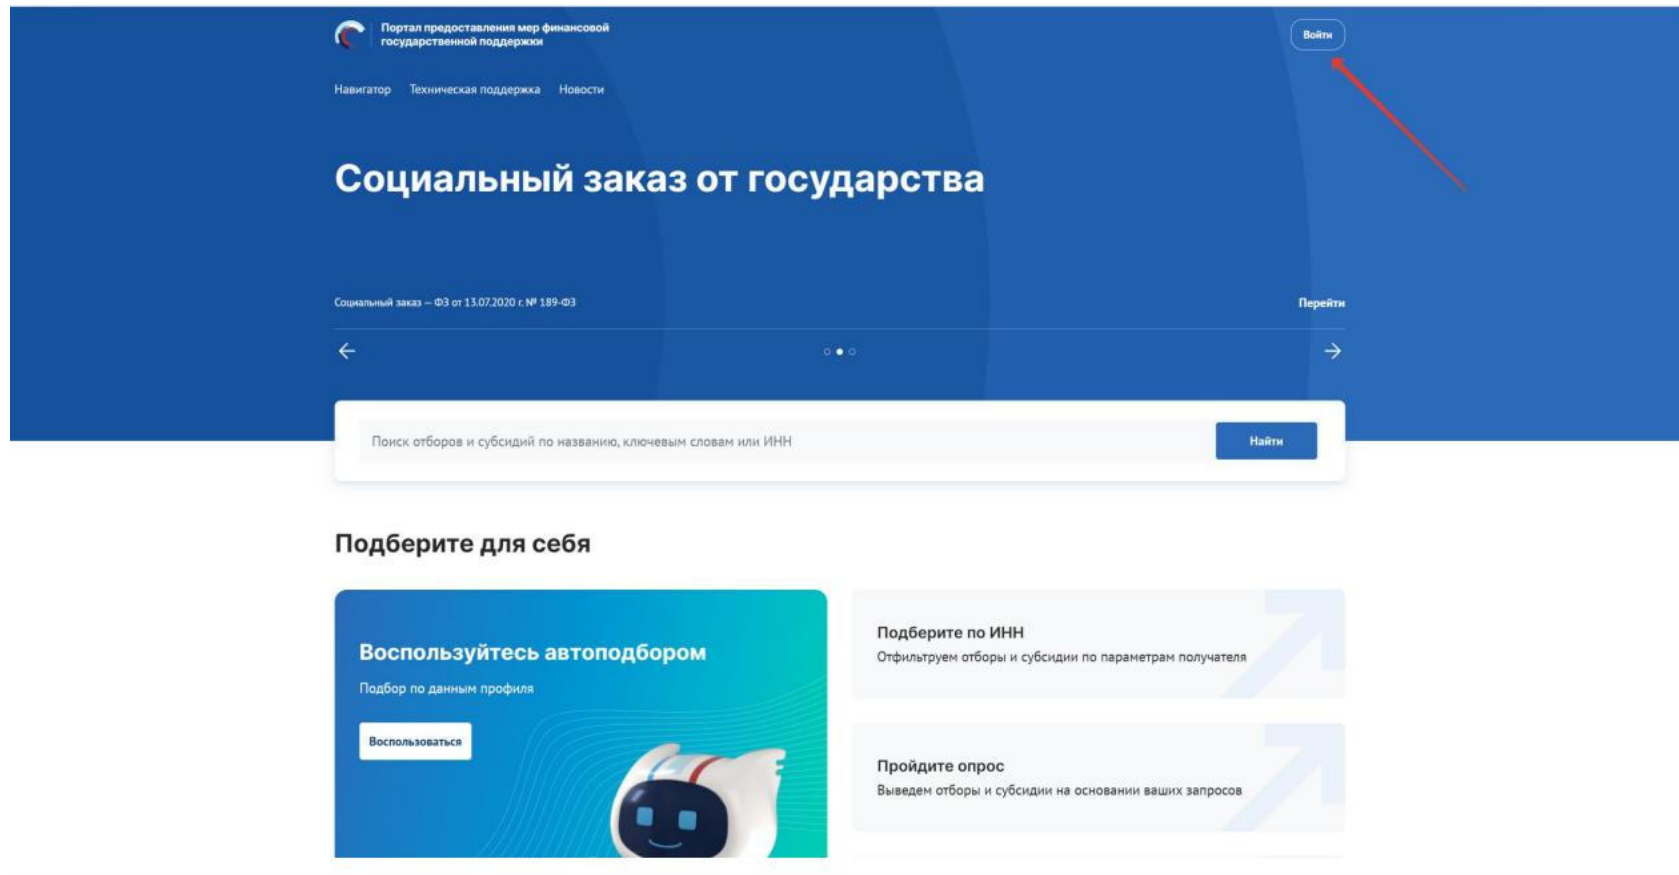 Портал предоставления мер финансовой
государственной поддержки
Войти
Навигатор Техническая поддержка Новости
Социальный заказ от государства
Социальный заказ – ФЗ от 13.07.2020 г. № 189-ФЗ
Перейти
Поиск отборов и субсидий по названию, ключевым словам или ИНН
Найти
Подберите для себя
Воспользуйтесь автоподбором
Подбор по данным профиля
Воспользоваться
Подберите по ИНН
Отфильтруем отборы и субсидии по параметрам получателя
Пройдите опрос
Выведем отборы и субсидии на основании ваших запросов